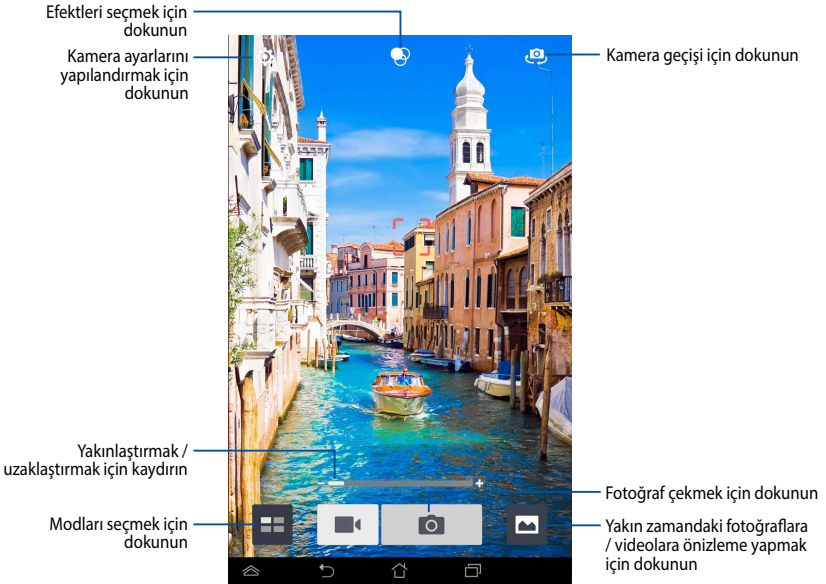 Efektleri seçmek için
dokunun
Kamera ayarlarını
yapılandırmak için
dokunun
Kamera geçişi için dokunun
Yakınlaştırmak /
uzaklaştırmak için kaydırın
Modları seçmek için
dokunun
Fotoğraf çekmek için dokunun
Yakın zamandaki fotoğraflara
/ videolara önizleme yapmak
için dokunun